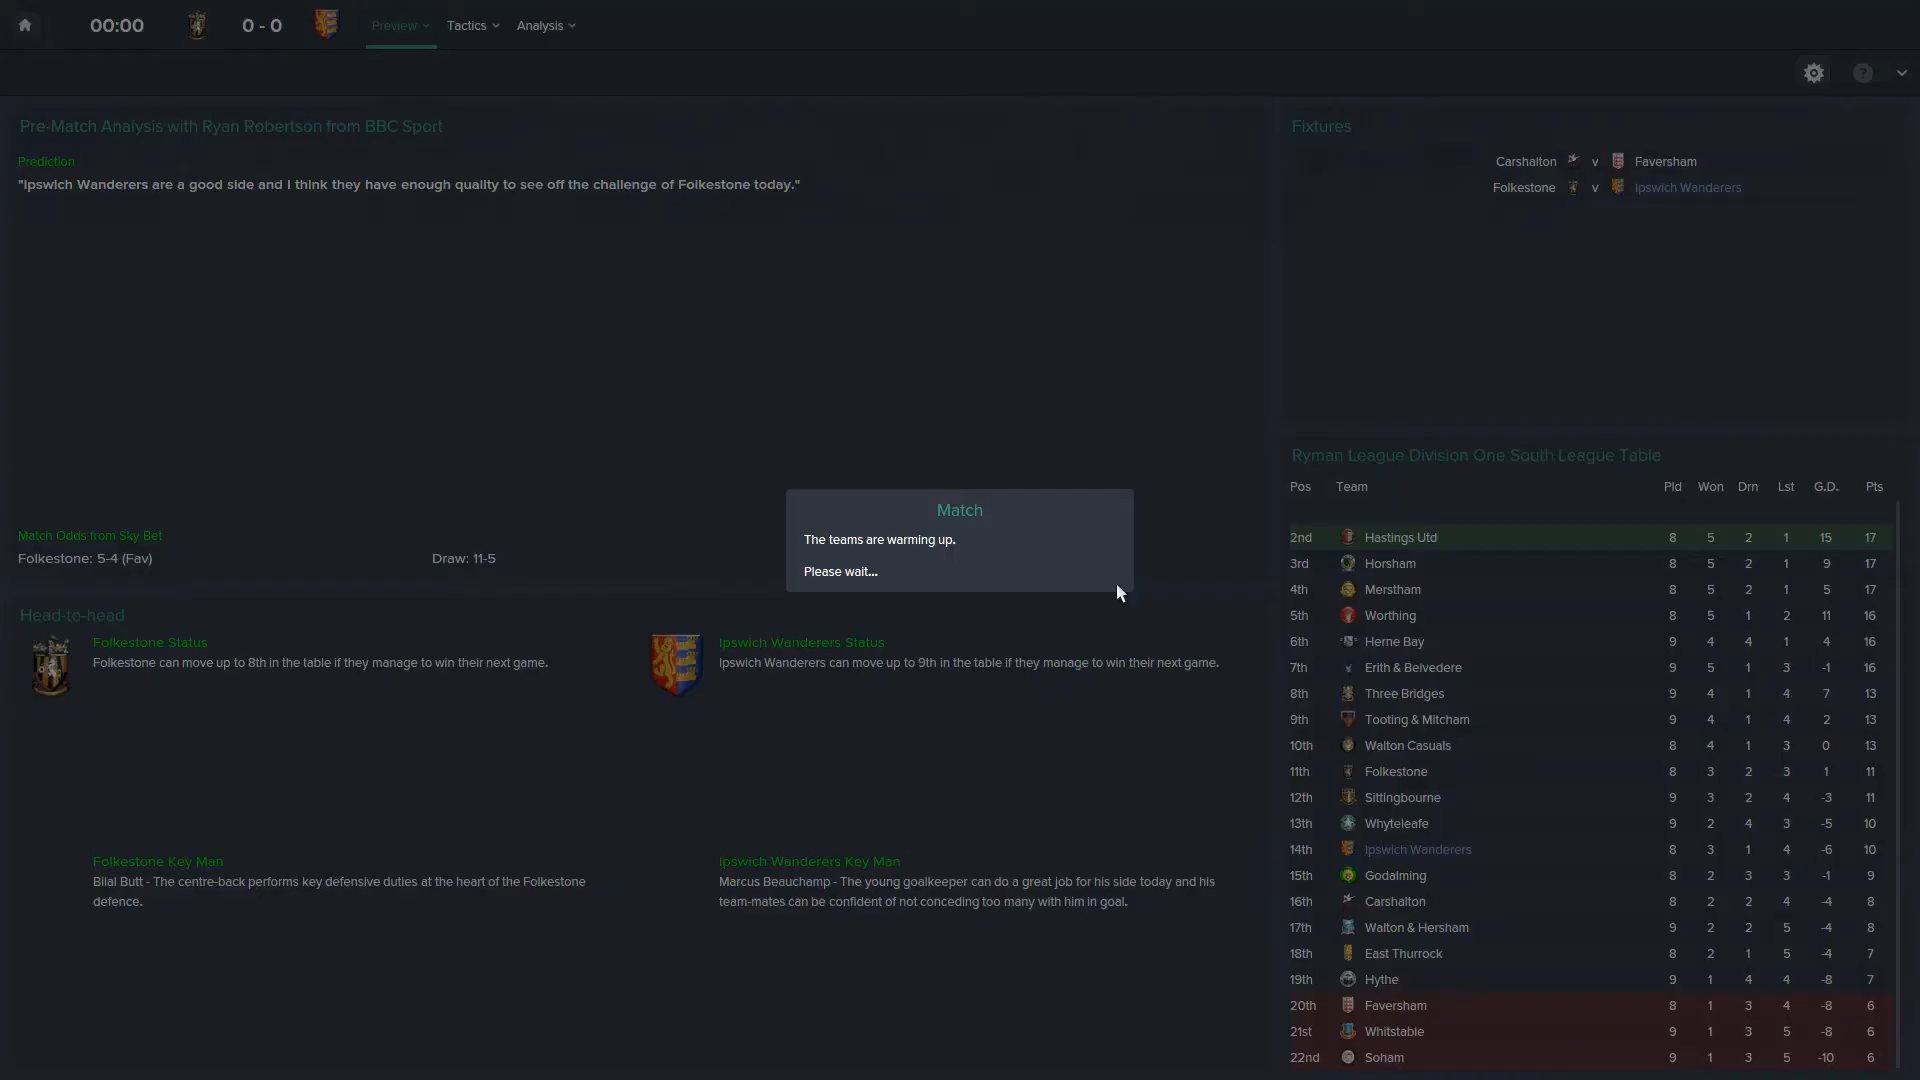 00:00
0 - 0
Preview
Tactics
Analysis
?
Pre-Match Analysis with Ryan Robertson from BBC Sport
Prediction
"Ipswich Wanderers are a good side and I think they have enough quality to see off the challenge of Folkestone today."
Match Odds from Sky Bet
Folkestone: 5-4 (Fav)
Draw: 11-5
Match
The teams are warming up.
Please wait...
Head-to-head
Folkestone Status
Folkestone can move up to 8th in the table if they manage to win their next game.
Ipswich Wanderers Status
Ipswich Wanderers can move up to 9th in the table if they manage to win their next game.
Folkestone Key Man
Bilal Butt - The centre-back performs key defensive duties at the heart of the Folkestone
defence.
Ipswich Wanderers Key Man
Marcus Beauchamp - The young goalkeeper can do a great job for his side today and his
team-mates can be confident of not conceding too many with him in goal.
Fixtures
Carshalton v Faversham
Folkestone v Ipswich Wanderers
Ryman League Division One South League Table
Pos Team Pld Won Drn Lst G.D. Pts
2nd Hastings Utd 8 5 2 1 15 17
3rd Horsham 8 5 2 1 9 17
4th Merstham 8 5 2 1 5 17
5th Worthing 8 5 1 2 11 16
6th Herne Bay 9 4 4 1 4 16
7th Erith & Belvedere 9 5 1 3 -1 16
8th Three Bridges 9 4 1 4 7 13
9th Tooting & Mitcham 9 4 1 4 2 13
10th Walton Casuals 8 4 1 3 0 13
11th Folkestone 8 3 2 3 1 11
12th Sittingbourne 9 3 2 4 -3 11
13th Whyteleafe 9 2 4 3 -5 10
14th Ipswich Wanderers 8 3 1 4 -6 10
15th Godalming 8 2 3 3 -1 9
16th Carshalton 8 2 2 4 -4 8
17th Walton & Hersham 9 2 2 5 -4 8
18th East Thurrock 8 2 1 5 -4 7
19th Hythe 9 1 4 4 -8 7
20th Faversham 8 1 3 4 -8 6
21st Whitstable 9 1 3 5 -8 6
22nd Soham 9 1 3 5 -10 6